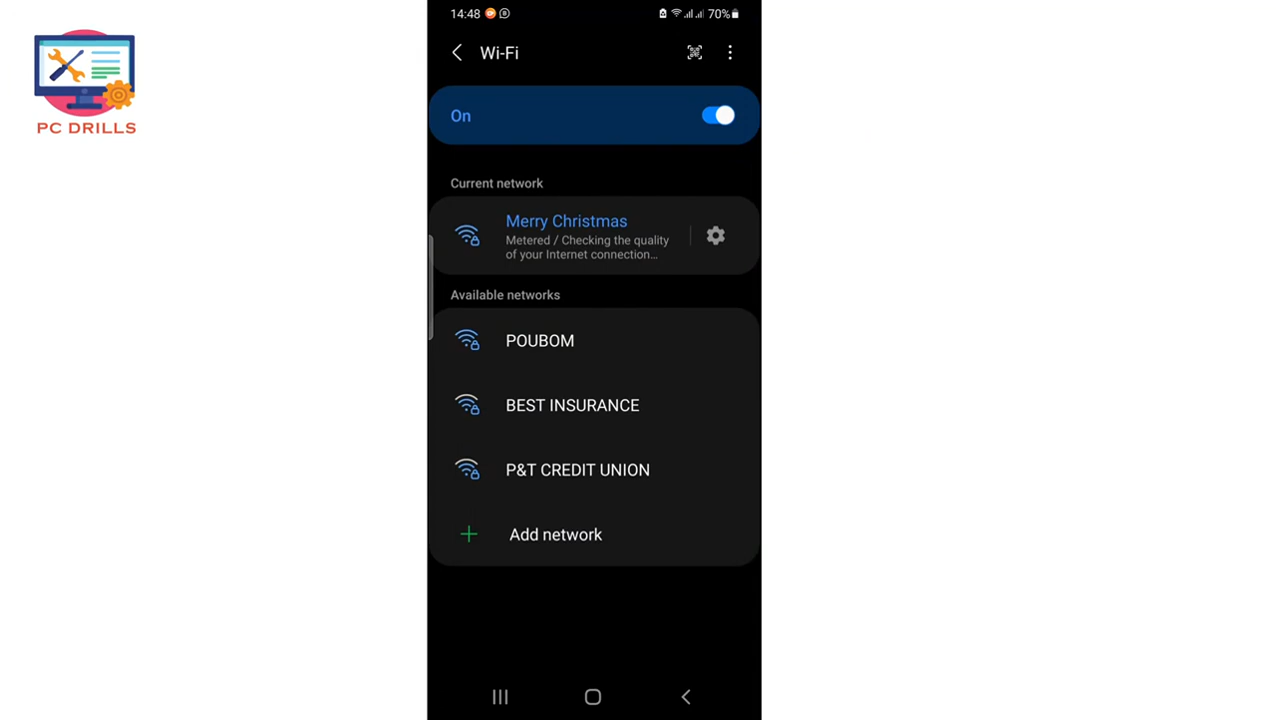 PC DRILLS
14:48
70%
Wi-Fi
On
Current network
Merry Christmas
Metered / Checking the quality
of your Internet connection...
Available networks
POUBOM
BEST INSURANCE
P&T CREDIT UNION
Add network